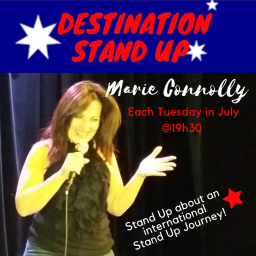 DESTINATION
STAND UP
Marie Connolly
Each Tuesday in July
@19h30
Stand Up about an
international
Stand Up Journey!